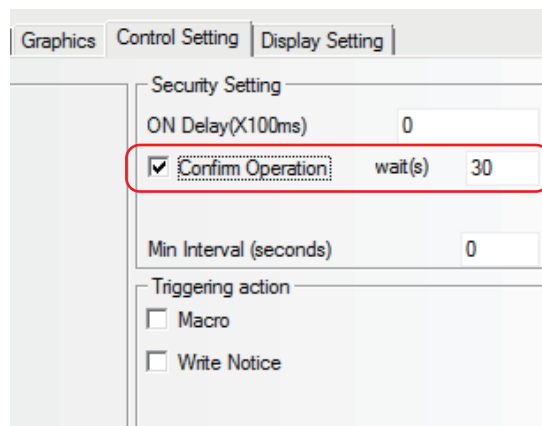 Graphics Control Setting Display Setting
Security Setting
ON Delay(X100ms) 0
Confirm Operation wait(s) 30
Min Interval (seconds) 0
Triggering action
Macro
Write Notice